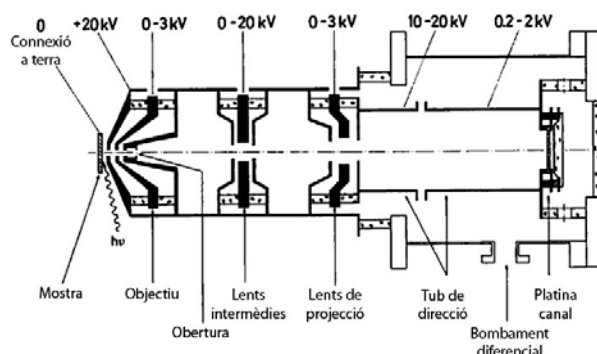 0 +20kV 0-3kV 0-20kV 0-3kV 10-20kV 0.2-2kV
Connexió
a terra
hν
Mostra
Objectiu
Obertura
Lents
intermèdies
Lents de
projecció
Tub de
direcció
Bombament
diferencial
Platina
canal